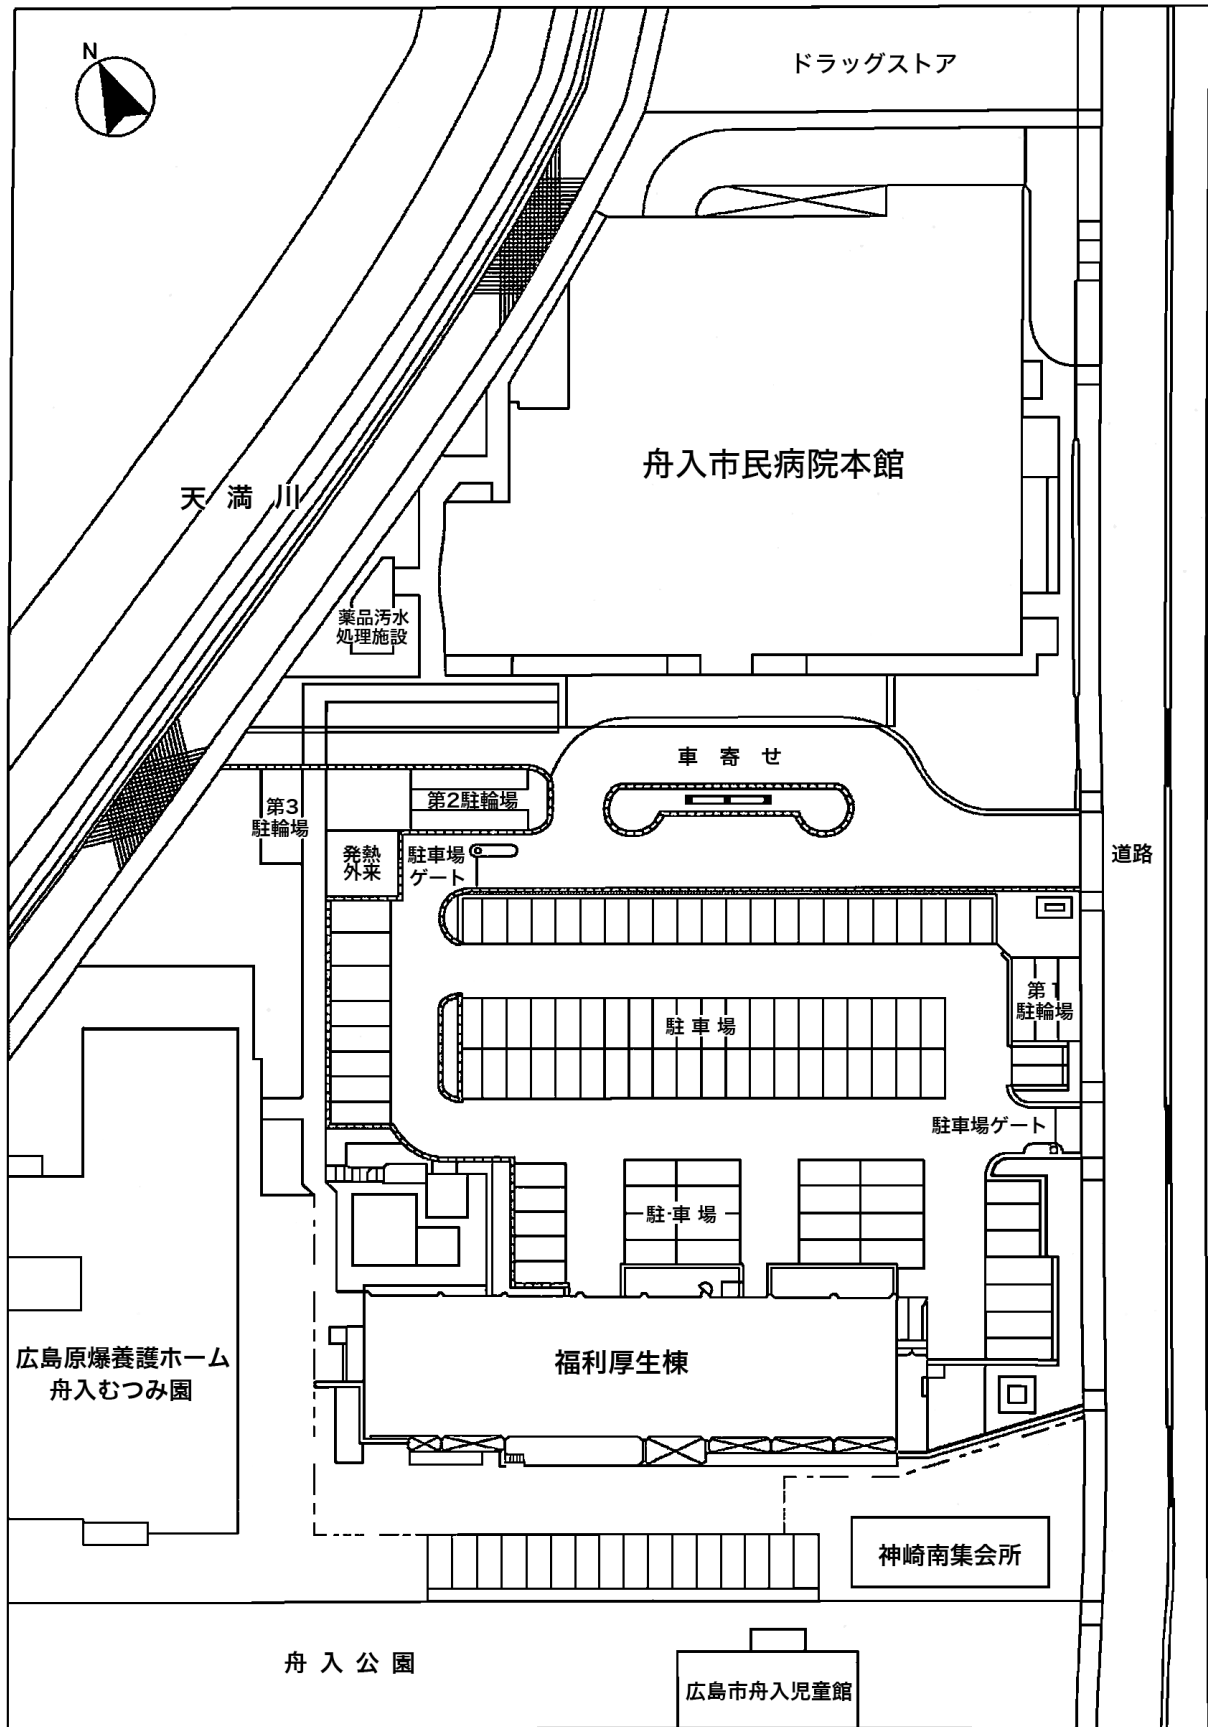 N
ドラッグストア
舟入市民病院本館
天満川
薬品汚水
処理施設
車寄せ
第3
駐輪場
第2駐輪場
発熱
外来
駐車場
ゲート
道路
第1
駐輪場
駐車場
駐車場ゲート
駐車場
広島原爆養護ホーム
舟入むつみ園
福利厚生棟
神崎南集会所
舟入公園
広島市舟入児童館